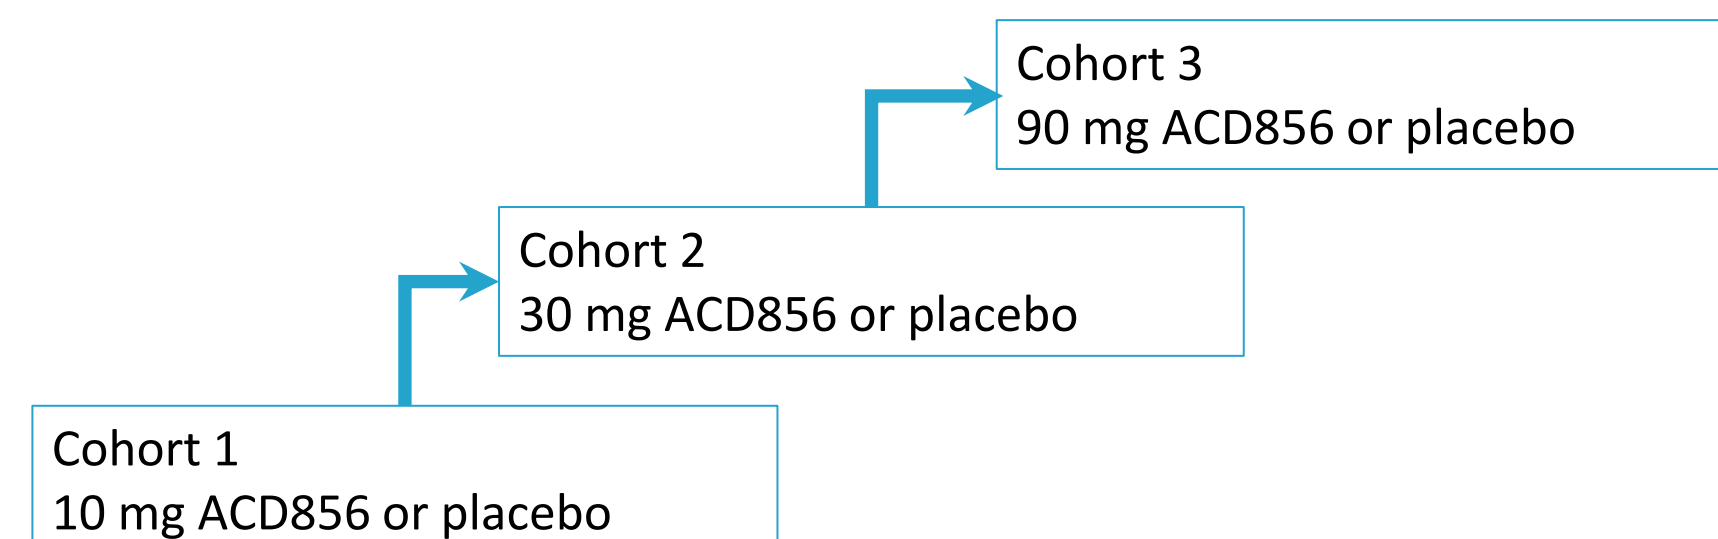 Cohort 3
90 mg ACD856 or placebo
Cohort 2
30 mg ACD856 or placebo
Cohort 1
10 mg ACD856 or placebo